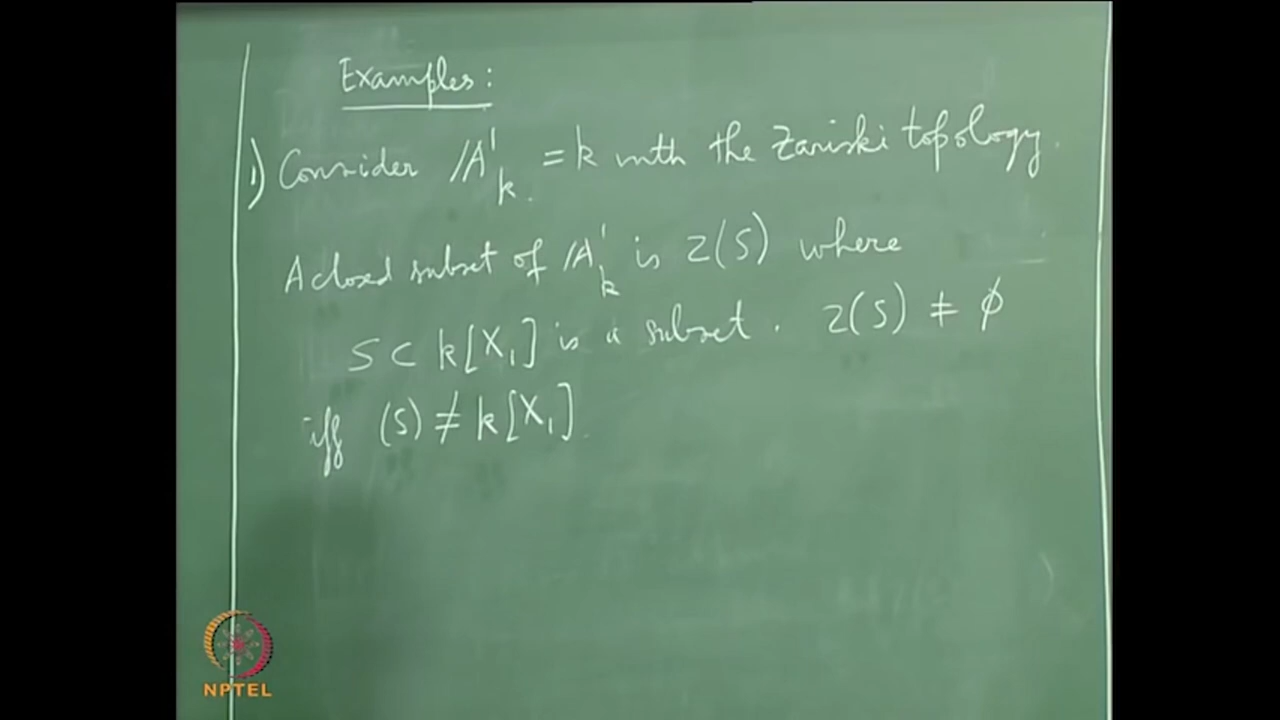 Examples:
1) Consider 𝔸¹ₖ = k with the Zariski topology.
A closed subset of 𝔸¹ₖ is Z(S) where
S ⊂ k[X₁] is a subset. Z(S) ≠ ϕ
iff (S) ≠ k[X₁].
NPTEL